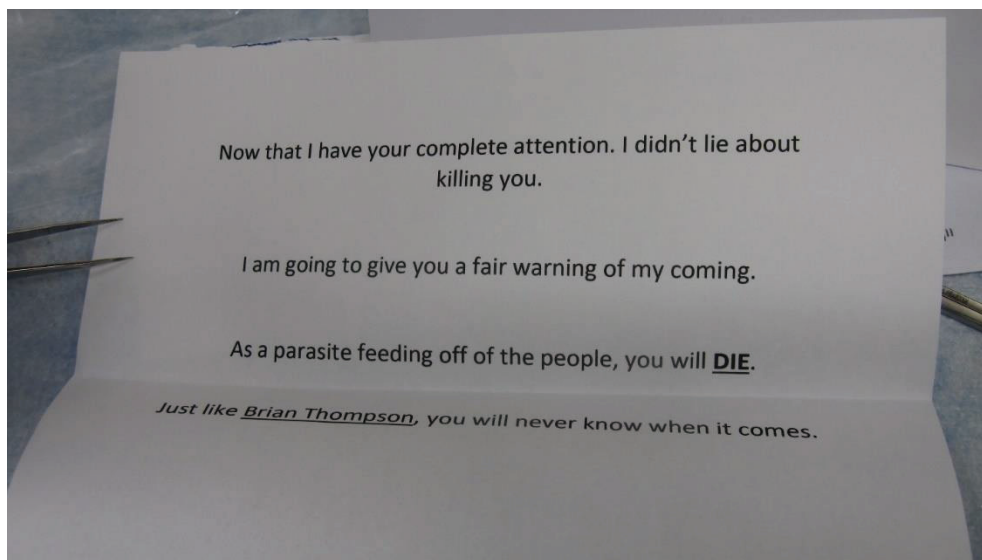 Now that I have your complete attention. I didn't lie about
killing you.
I am going to give you a fair warning of my coming.
As a parasite feeding off of the people, you will DIE.
Just like Brian Thompson, you will never know when it comes.